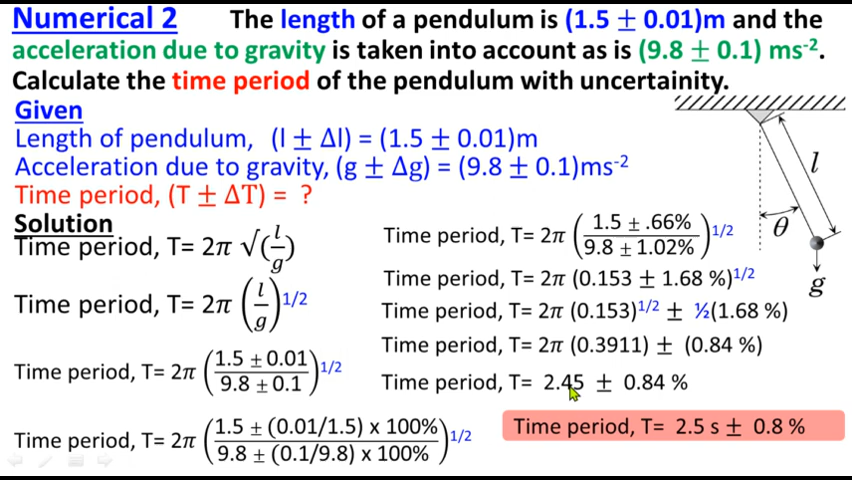 Numerical 2 The length of a pendulum is (1.5 ± 0.01)m and the
acceleration due to gravity is taken into account as is (9.8 ± 0.1) ms⁻².
Calculate the time period of the pendulum with uncertainity.
Given
Length of pendulum, (l ± Δl) = (1.5 ± 0.01)m
Acceleration due to gravity, (g ± Δg) = (9.8 ± 0.1)ms⁻²
Time period, (T ± ΔT) = ?
Solution
Time period, T= 2π √(l/g)
Time period, T= 2π (l/g)^1/2
Time period, T= 2π ((1.5 ± 0.01)/(9.8 ± 0.1))^1/2
Time period, T= 2π ((1.5 ± (0.01/1.5) x 100%)/(9.8 ± (0.1/9.8) x 100%))^1/2
Time period, T= 2π ((1.5 ± .66%)/(9.8 ± 1.02%))^1/2
Time period, T= 2π (0.153 ± 1.68 %)^1/2
Time period, T= 2π (0.153)^1/2 ± ½(1.68 %)
Time period, T= 2π (0.3911) ± (0.84 %)
Time period, T= 2.45 ± 0.84 %
Time period, T= 2.5 s ± 0.8 %
l
θ
g